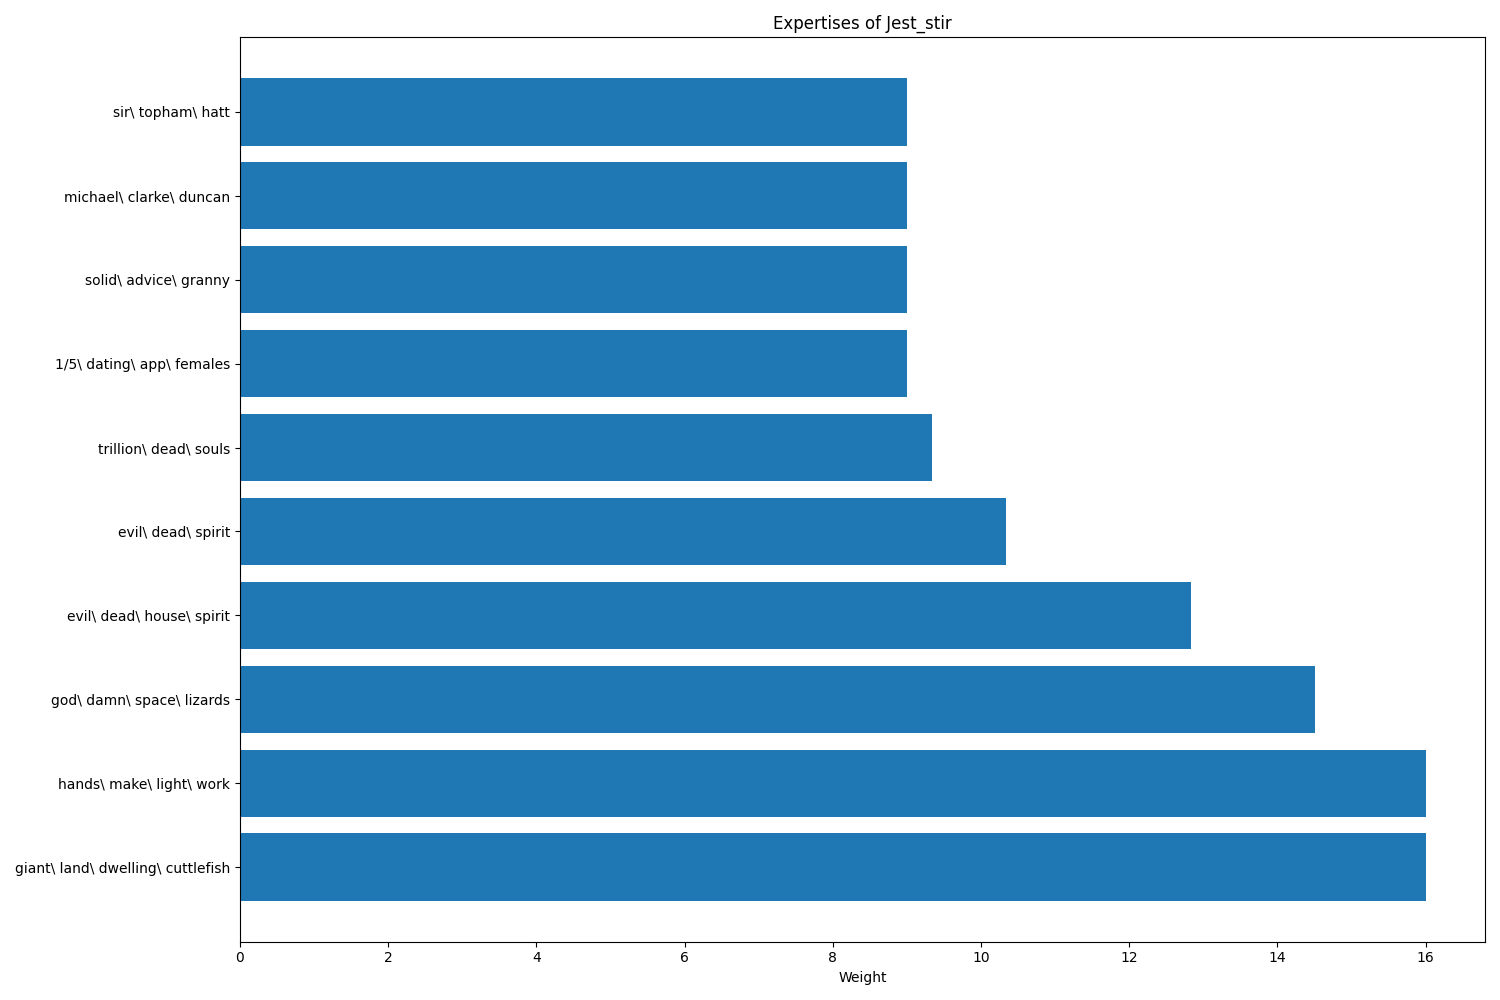 Expertises of Jest_stir
sir\ topham\ hatt
michael\ clarke\ duncan
solid\ advice\ granny
1/5\ dating\ app\ females
trillion\ dead\ souls
evil\ dead\ spirit
evil\ dead\ house\ spirit
god\ damn\ space\ lizards
hands\ make\ light\ work
giant\ land\ dwelling\ cuttlefish
0 2 4 6 8 10 12 14 16
Weight